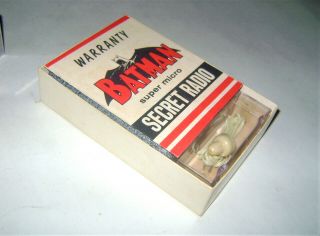 WARRANTY
BATMAN
super micro
SECRET RADIO